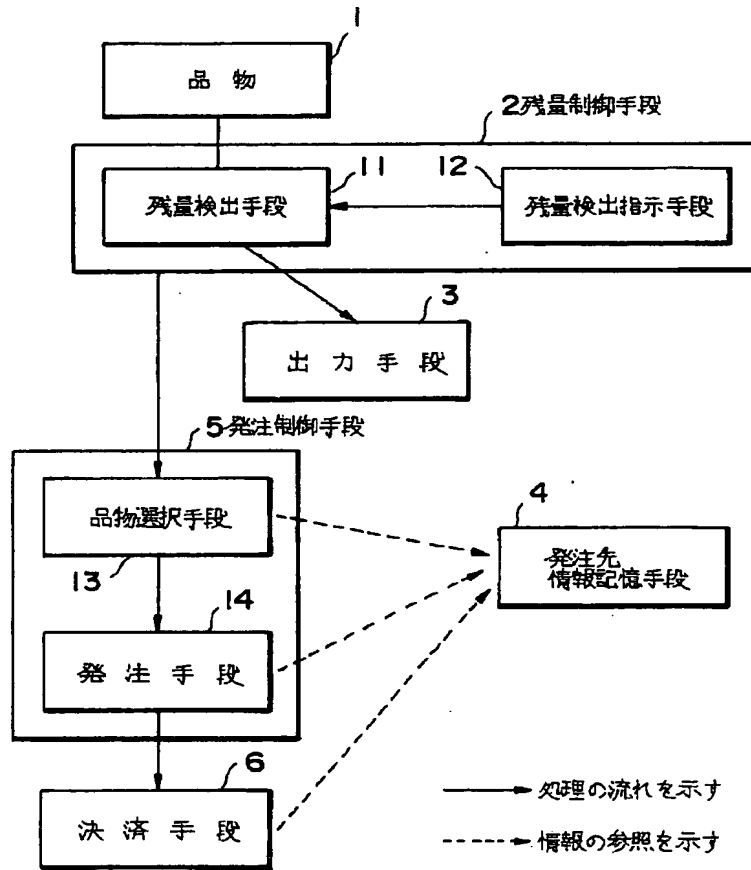 1
品物
2残量制御手段
11
12
残量検出手段
残量検出指示手段
3
出力手段
5発注制御手段
品物選択手段
4
発注先
情報記憶手段
13
14
発注手段
6
決済手段
処理の流れを示す
情報の参照を示す